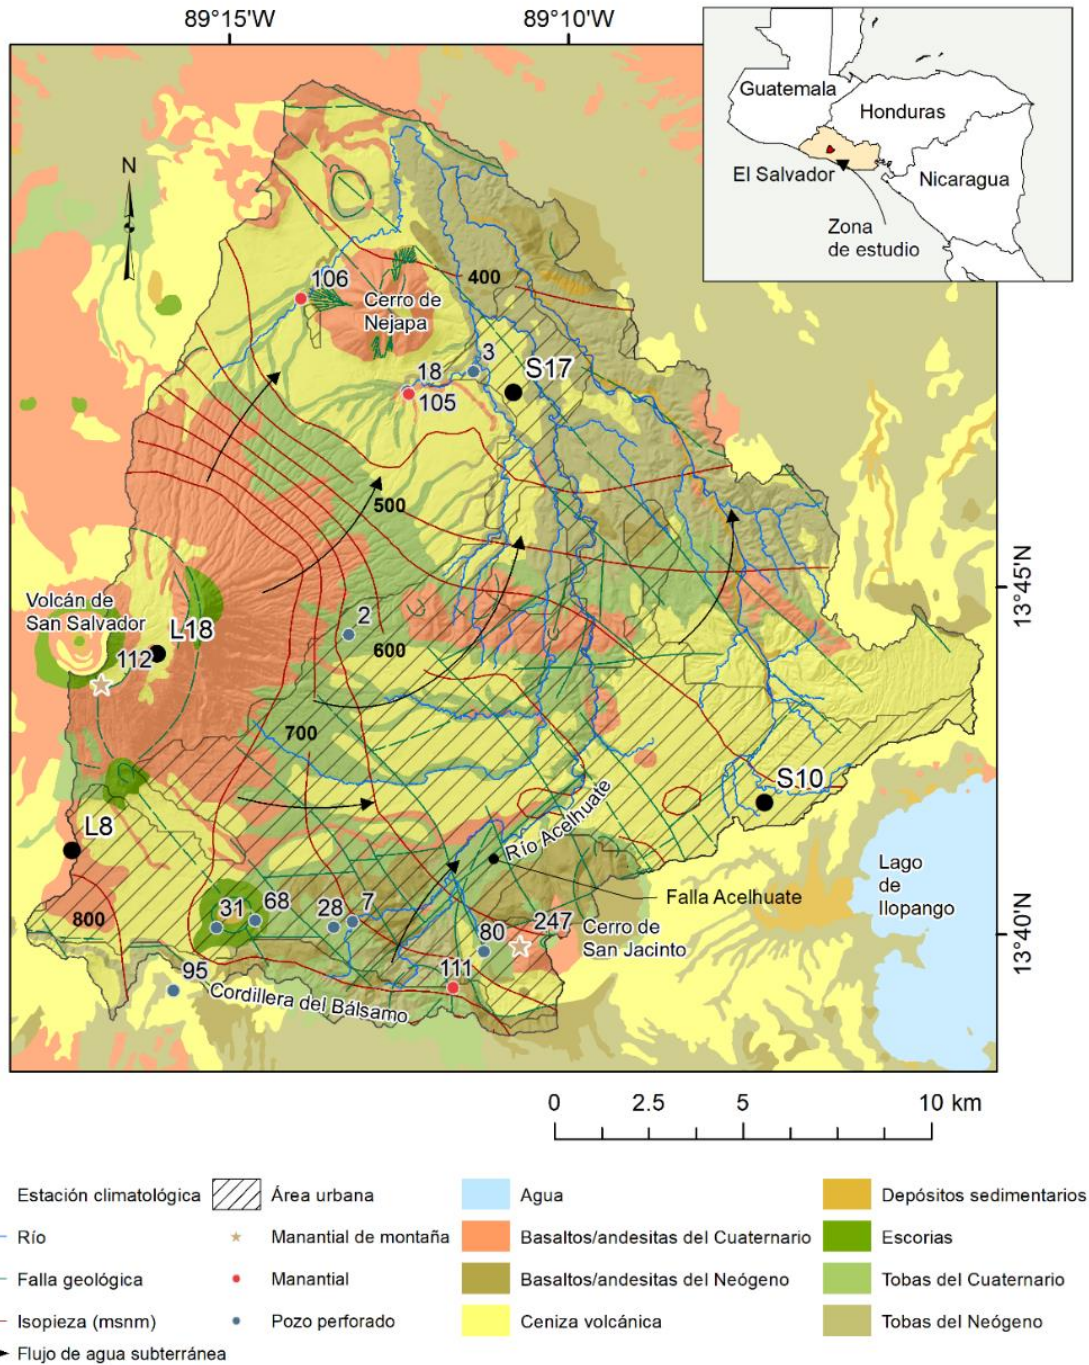 89°15'W
89°10'W
Guatemala
Honduras
El Salvador
Nicaragua
Zona
de estudio
N
106
Cerro de
Nejapa
400
3
18
S17
105
500
13°45'N
Volcán de
San Salvador
L18
112
2
600
700
S10
L8
Río Acelhuate
Lago
de
Ilopango
Falla Acelhuate
800
31
68
28
7
247
Cerro de
San Jacinto
80
13°40'N
95
111
Cordillera del Bálsamo
0 2.5 5 10 km
Estación climatológica
Área urbana
Agua
Depósitos sedimentarios
Río
Manantial de montaña
Basaltos/andesitas del Cuaternario
Escorias
Falla geológica
Manantial
Basaltos/andesitas del Neógeno
Tobas del Cuaternario
Isopieza (msnm)
Pozo perforado
Ceniza volcánica
Tobas del Neógeno
Flujo de agua subterránea